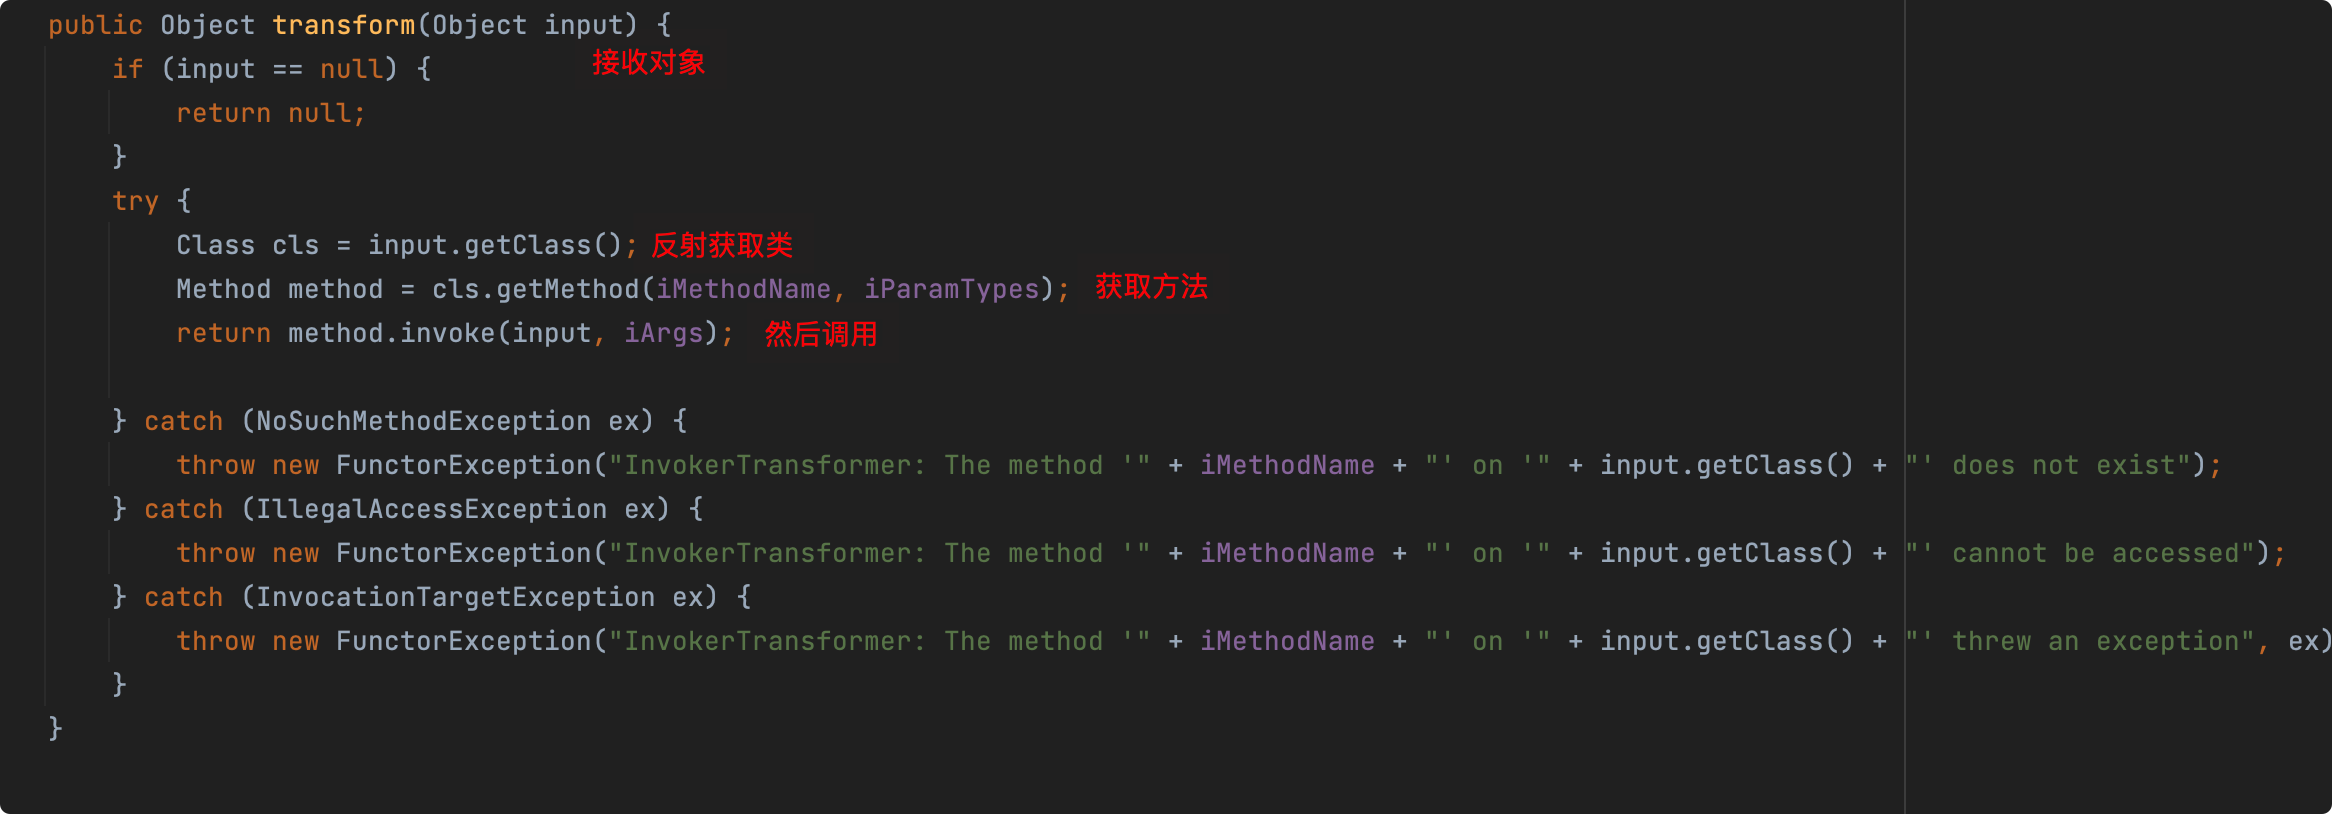 public Object transform(Object input) {
接收对象
if (input == null) {
return null;
}
try {
Class cls = input.getClass(); 反射获取类
Method method = cls.getMethod(iMethodName, iParamTypes); 获取方法
return method.invoke(input, iArgs); 然后调用
} catch (NoSuchMethodException ex) {
throw new FunctorException("InvokerTransformer: The method '" + iMethodName + "' on '" + input.getClass() + "' does not exist");
} catch (IllegalAccessException ex) {
throw new FunctorException("InvokerTransformer: The method '" + iMethodName + "' on '" + input.getClass() + "' cannot be accessed");
} catch (InvocationTargetException ex) {
throw new FunctorException("InvokerTransformer: The method '" + iMethodName + "' on '" + input.getClass() + "' threw an exception", ex)
}
}